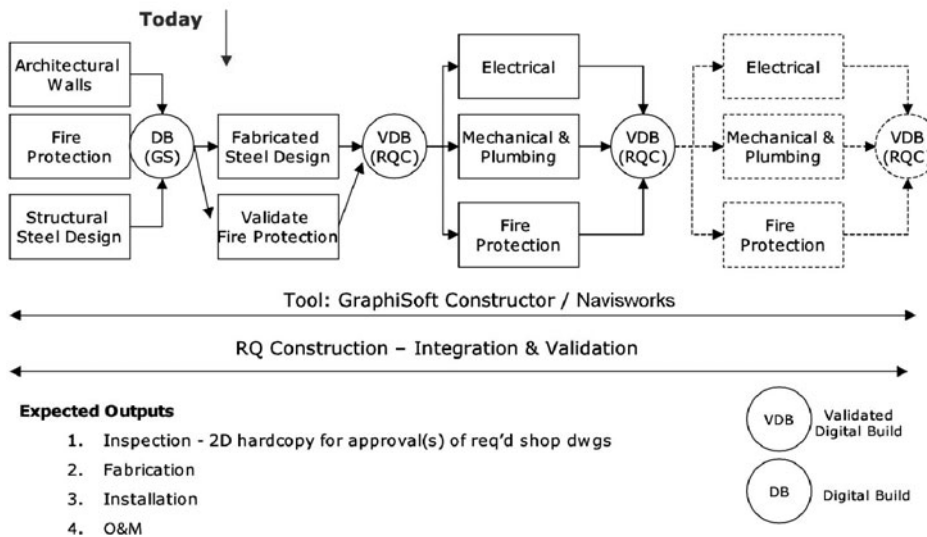 Today
Architectural
Walls
Fire
Protection
Structural
Steel Design
DB
(GS)
Fabricated
Steel Design
Validate
Fire Protection
VDB
(RQC)
Electrical
Mechanical &
Plumbing
Fire
Protection
VDB
(RQC)
Electrical
Mechanical &
Plumbing
Fire
Protection
VDB
(RQC)
Tool: GraphiSoft Constructor / Navisworks
RQ Construction – Integration & Validation
Expected Outputs
1. Inspection - 2D hardcopy for approval(s) of req'd shop dwgs
2. Fabrication
3. Installation
4. O&M
VDB
Validated
Digital Build
DB
Digital Build